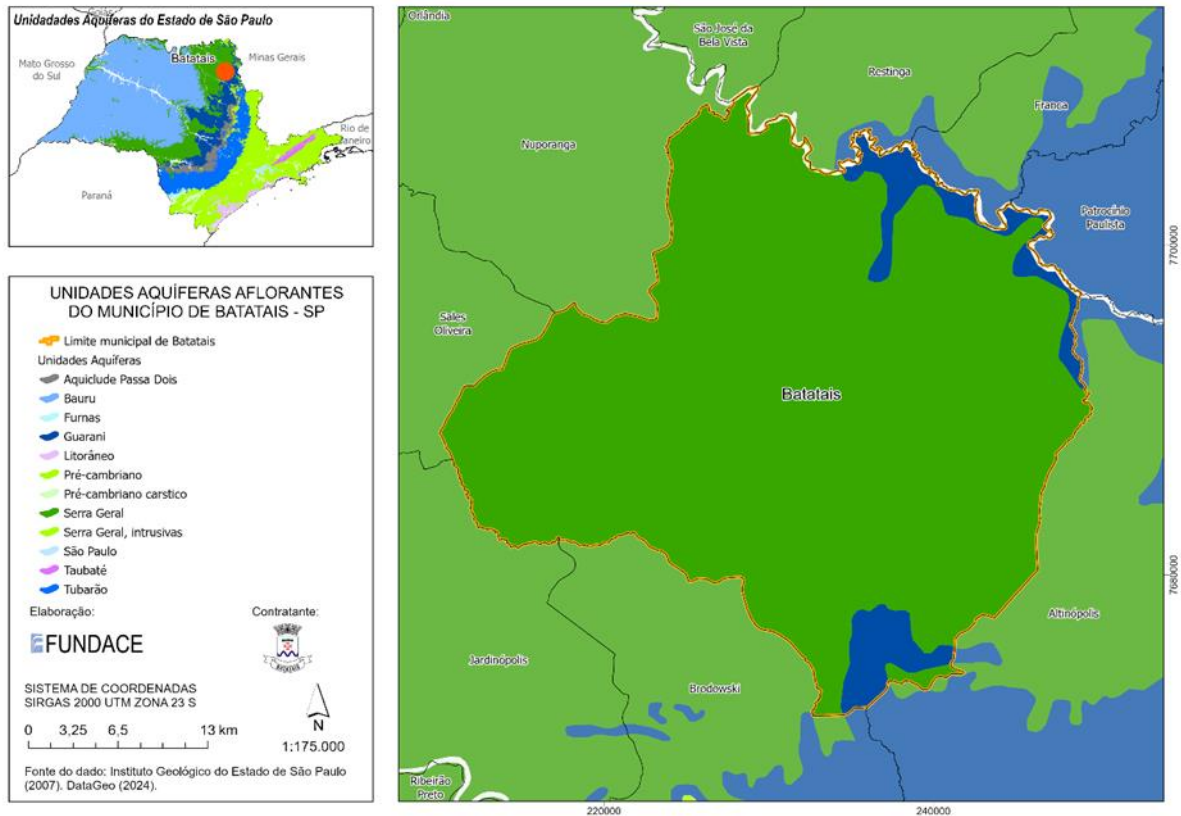 Unidadades Aquíferas do Estado de São Paulo
Goiás
Batatais
Minas Gerais
Mato Grosso
do Sul
Rio de
Janeiro
Paraná
UNIDADES AQUÍFERAS AFLORANTES
DO MUNICÍPIO DE BATATAIS - SP
Limite municipal de Batatais
Unidades Aquíferas
Aquiclude Passa Dois
Bauru
Furnas
Guarani
Litorâneo
Pré-cambriano
Pré-cambriano carstico
Serra Geral
Serra Geral, intrusivas
São Paulo
Taubaté
Tubarão
Elaboração:
Contratante:
FUNDACE
BATATAIS
SISTEMA DE COORDENADAS
SIRGAS 2000 UTM ZONA 23 S
0 3,25 6,5 13 km
N
1:175.000
Fonte do dado: Instituto Geológico do Estado de São Paulo
(2007). DataGeo (2024).
Orlândia
São José da
Bela Vista
Restinga
Franca
Nuporanga
Patrocínio
Paulista
Sales
Oliveira
Batatais
Altinópolis
Jardinópolis
Brodowski
Ribeirão
Preto
7700000
7680000
220000
240000